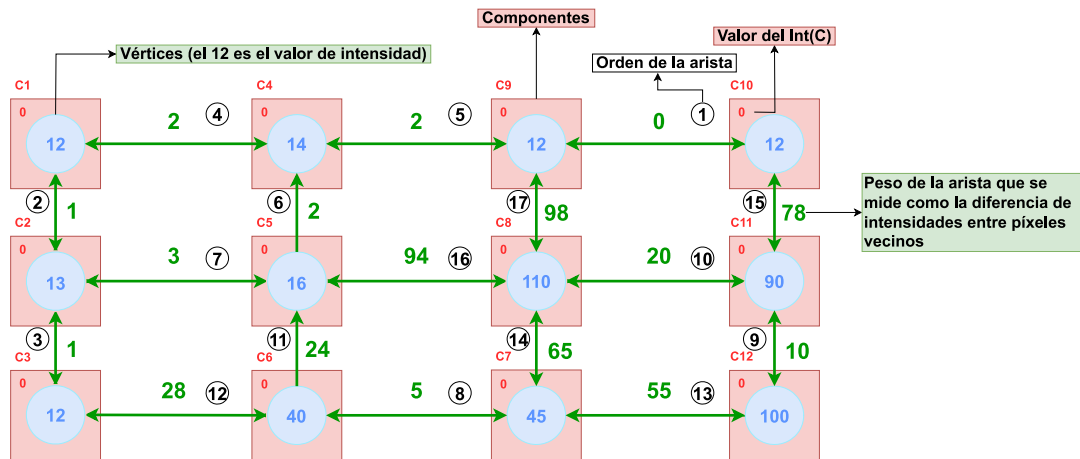 Componentes
Vértices (el 12 es el valor de intensidad)
Orden de la arista
Valor del Int(C)
C1
C4
C9
C10
0
0
0
0
2
4
2
5
0
1
12
14
12
12
2
1
6
2
17
98
15
78
Peso de la arista que se
mide como la diferencia de
intensidades entre píxeles
vecinos
C2
C5
C8
C11
0
0
0
0
3
7
94
16
20
10
13
16
110
90
3
1
11
24
14
65
9
10
C3
C6
C7
C12
0
0
0
0
28
12
5
8
55
13
12
40
45
100